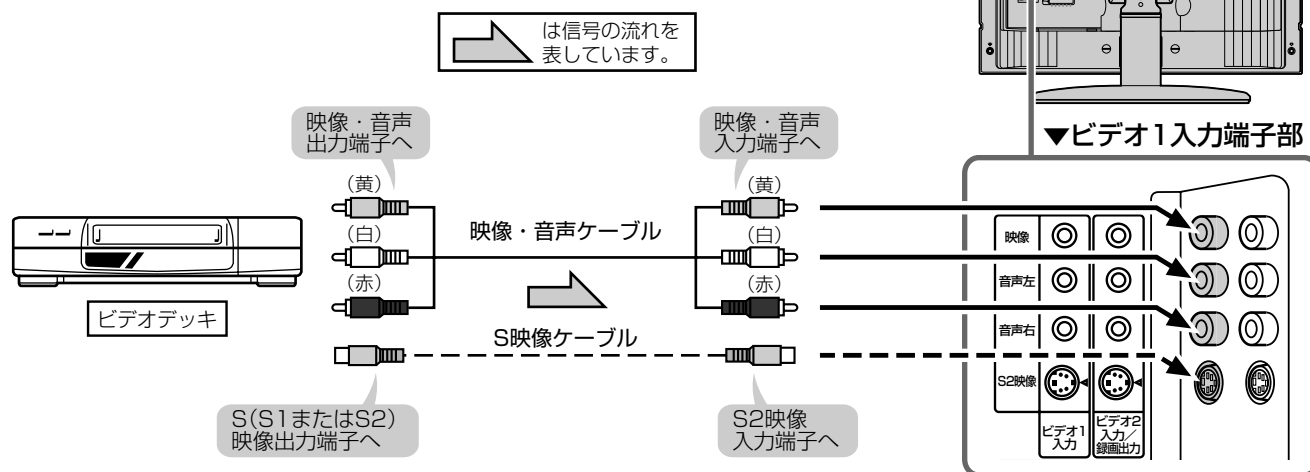 は信号の流れを
表しています。
映像・音声
出力端子へ
映像・音声
入力端子へ
▼ビデオ1入力端子部
（黄）
（黄）
映像・音声ケーブル
（白）
（白）
（赤）
（赤）
ビデオデッキ
S映像ケーブル
S(S1またはS2)
映像出力端子へ
S2映像
入力端子へ
映像
音声左
音声右
S2映像
ビデオ1
入力
ビデオ2
入力／
録画出力